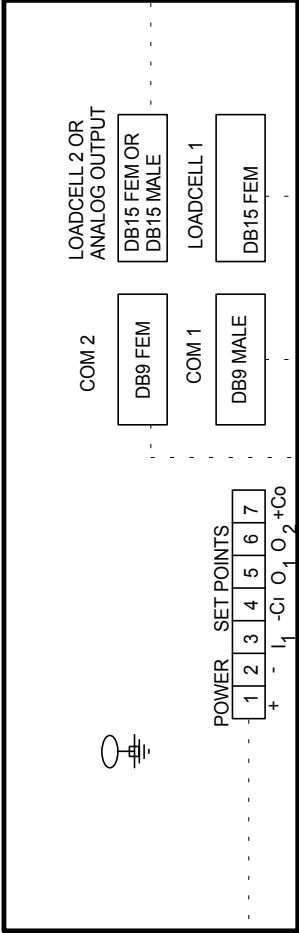 LOADCELL 2 OR
ANALOG OUTPUT
DB15 FEM OR
DB15 MALE
LOADCELL 1
DB15 FEM
COM 2
DB9 FEM
COM 1
DB9 MALE
POWER SET POINTS
1 2 3 4 5 6 7
+ - I1 -CI O1 O2 +Co